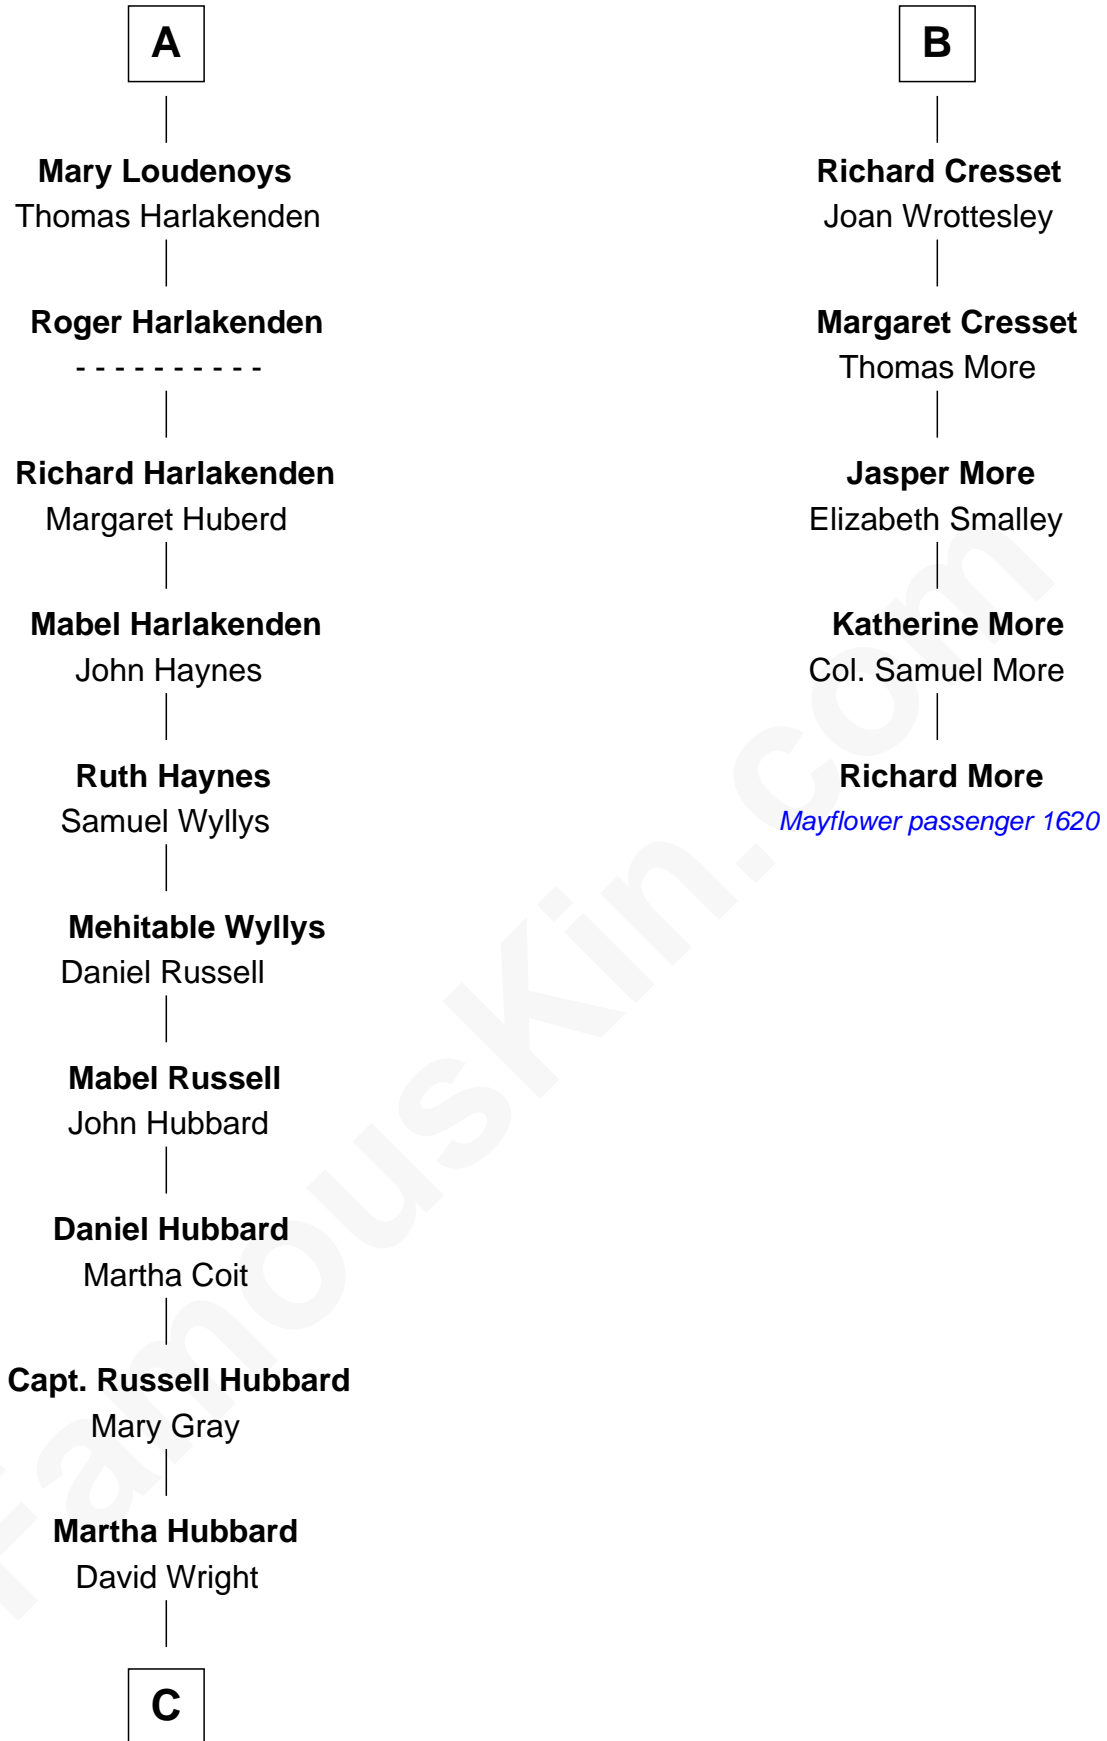 A
Mary Loudenoys
Thomas Harlakenden
Roger Harlakenden
- - - - - - - - - -
Richard Harlakenden
Margaret Huberd
Mabel Harlakenden
John Haynes
Ruth Haynes
Samuel Wyllys
Mehitable Wyllys
Daniel Russell
Mabel Russell
John Hubbard
Daniel Hubbard
Martha Coit
Capt. Russell Hubbard
Mary Gray
Martha Hubbard
David Wright
C
B
Richard Cresset
Joan Wrottesley
Margaret Cresset
Thomas More
Jasper More
Elizabeth Smalley
Katherine More
Col. Samuel More
Richard More
Mayflower passenger 1620
FamousKin.com